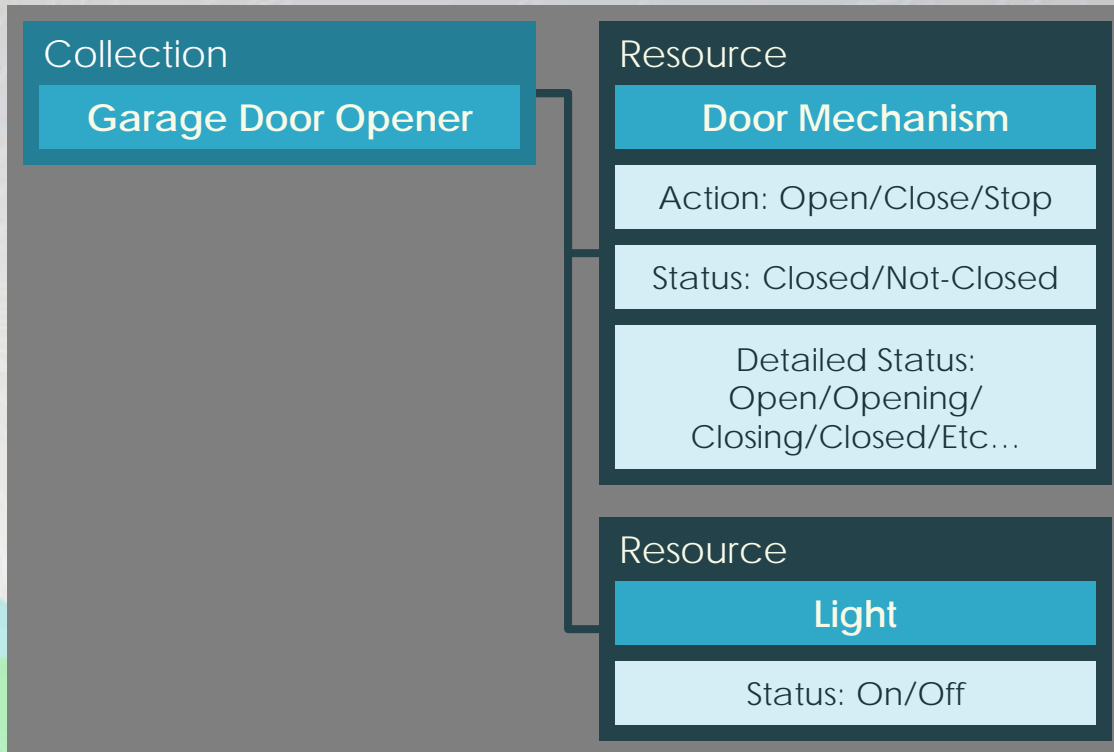 Collection
Garage Door Opener
Resource
Door Mechanism
Action: Open/Close/Stop
Status: Closed/Not-Closed
Detailed Status:
Open/Opening/
Closing/Closed/Etc…
Resource
Light
Status: On/Off